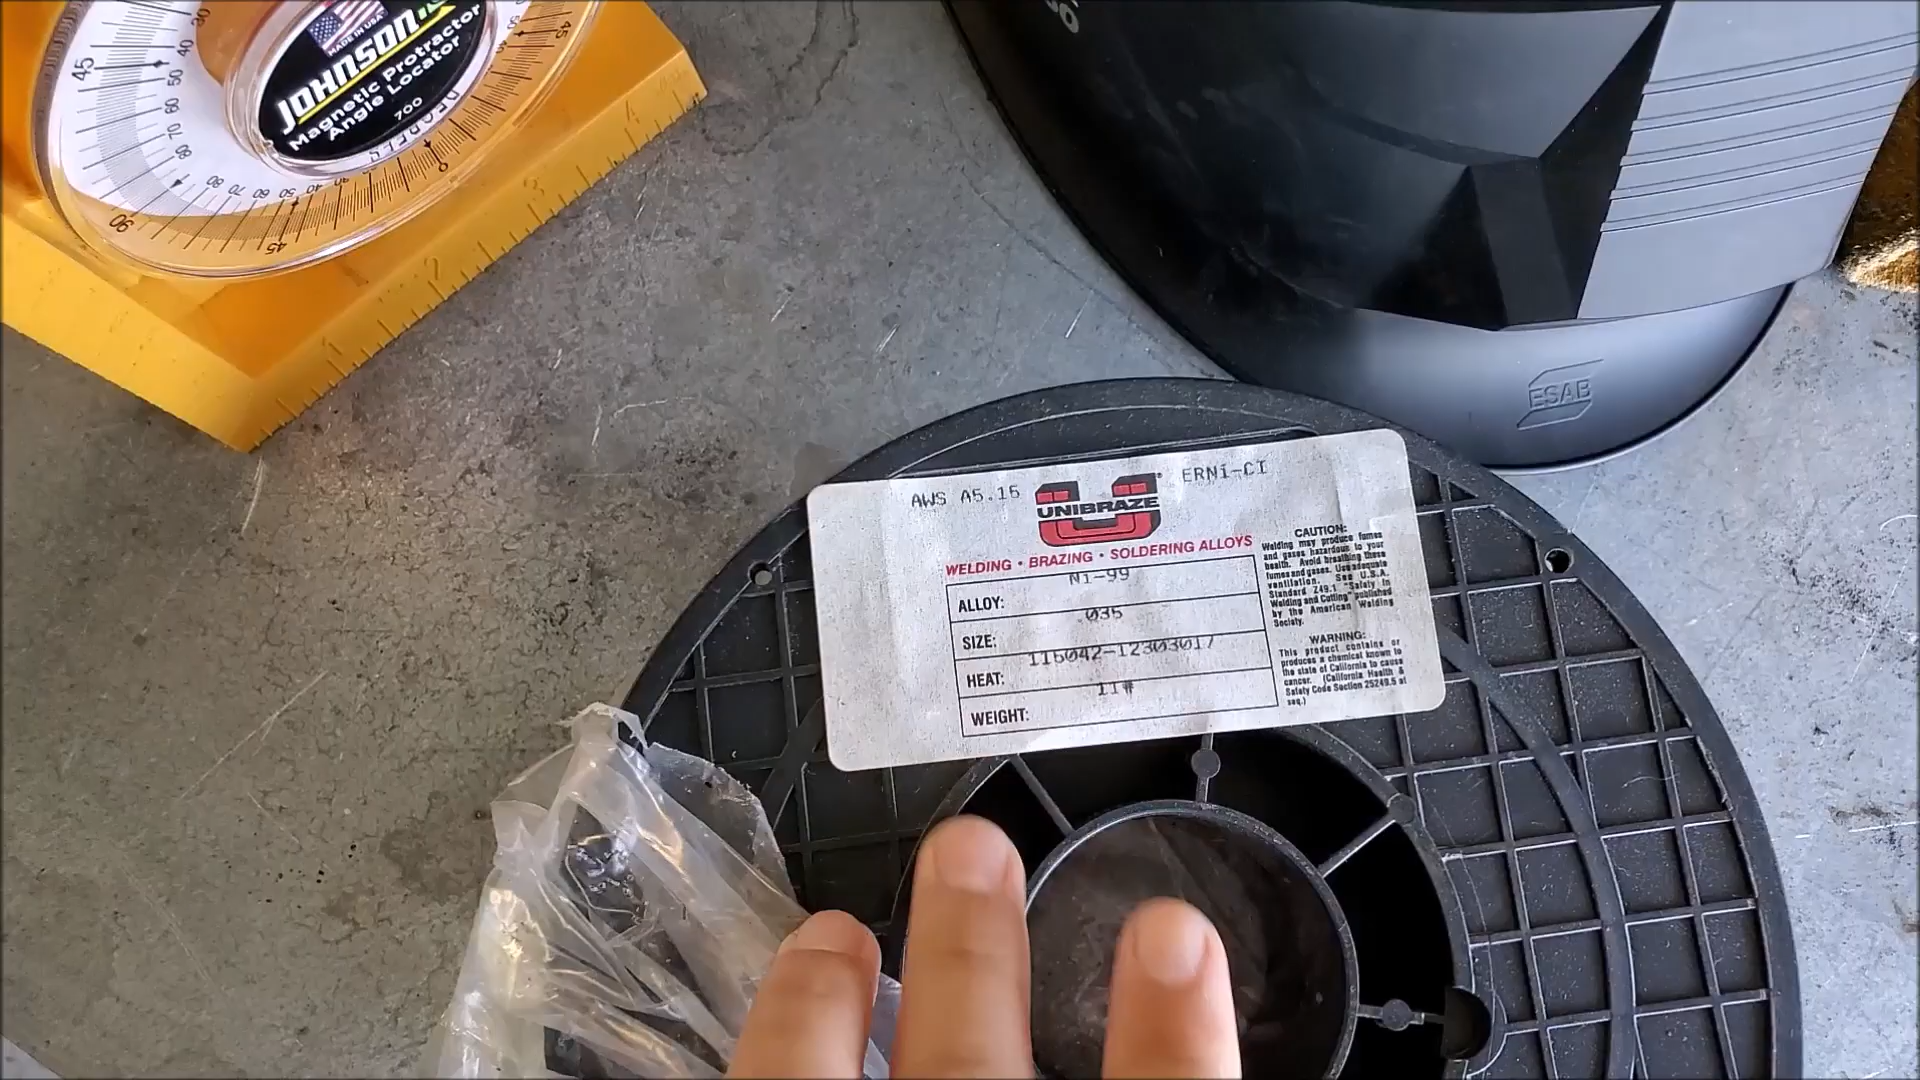 MADE IN USA
JOHNSON
Magnetic Protractor
Angle Locator
700
ESAB
AWS A5.15
ERNi-CI
UNIBRAZE
WELDING • BRAZING • SOLDERING ALLOYS
Ni-99
ALLOY:
.035
SIZE:
115042-12303017
HEAT:
11#
WEIGHT:
CAUTION:
Welding may produce fumes
and gases hazardous to your
health. Avoid breathing these
fumes and gases. Use adequate
ventilation. See U.S.A.
Standard Z49.1 "Safety in
Welding and Cutting" published
by the American Welding
Society.
WARNING:
This product contains or
produces a chemical known to
the state of California to cause
cancer. (California Health &
Safety Code Section 25249.5 et
seq.)